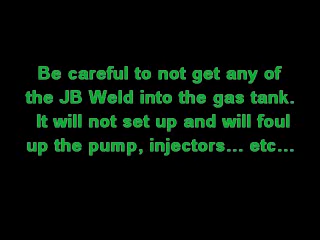 Be careful to not get any of
the JB Weld into the gas tank.
It will not set up and will foul
up the pump, injectors... etc...